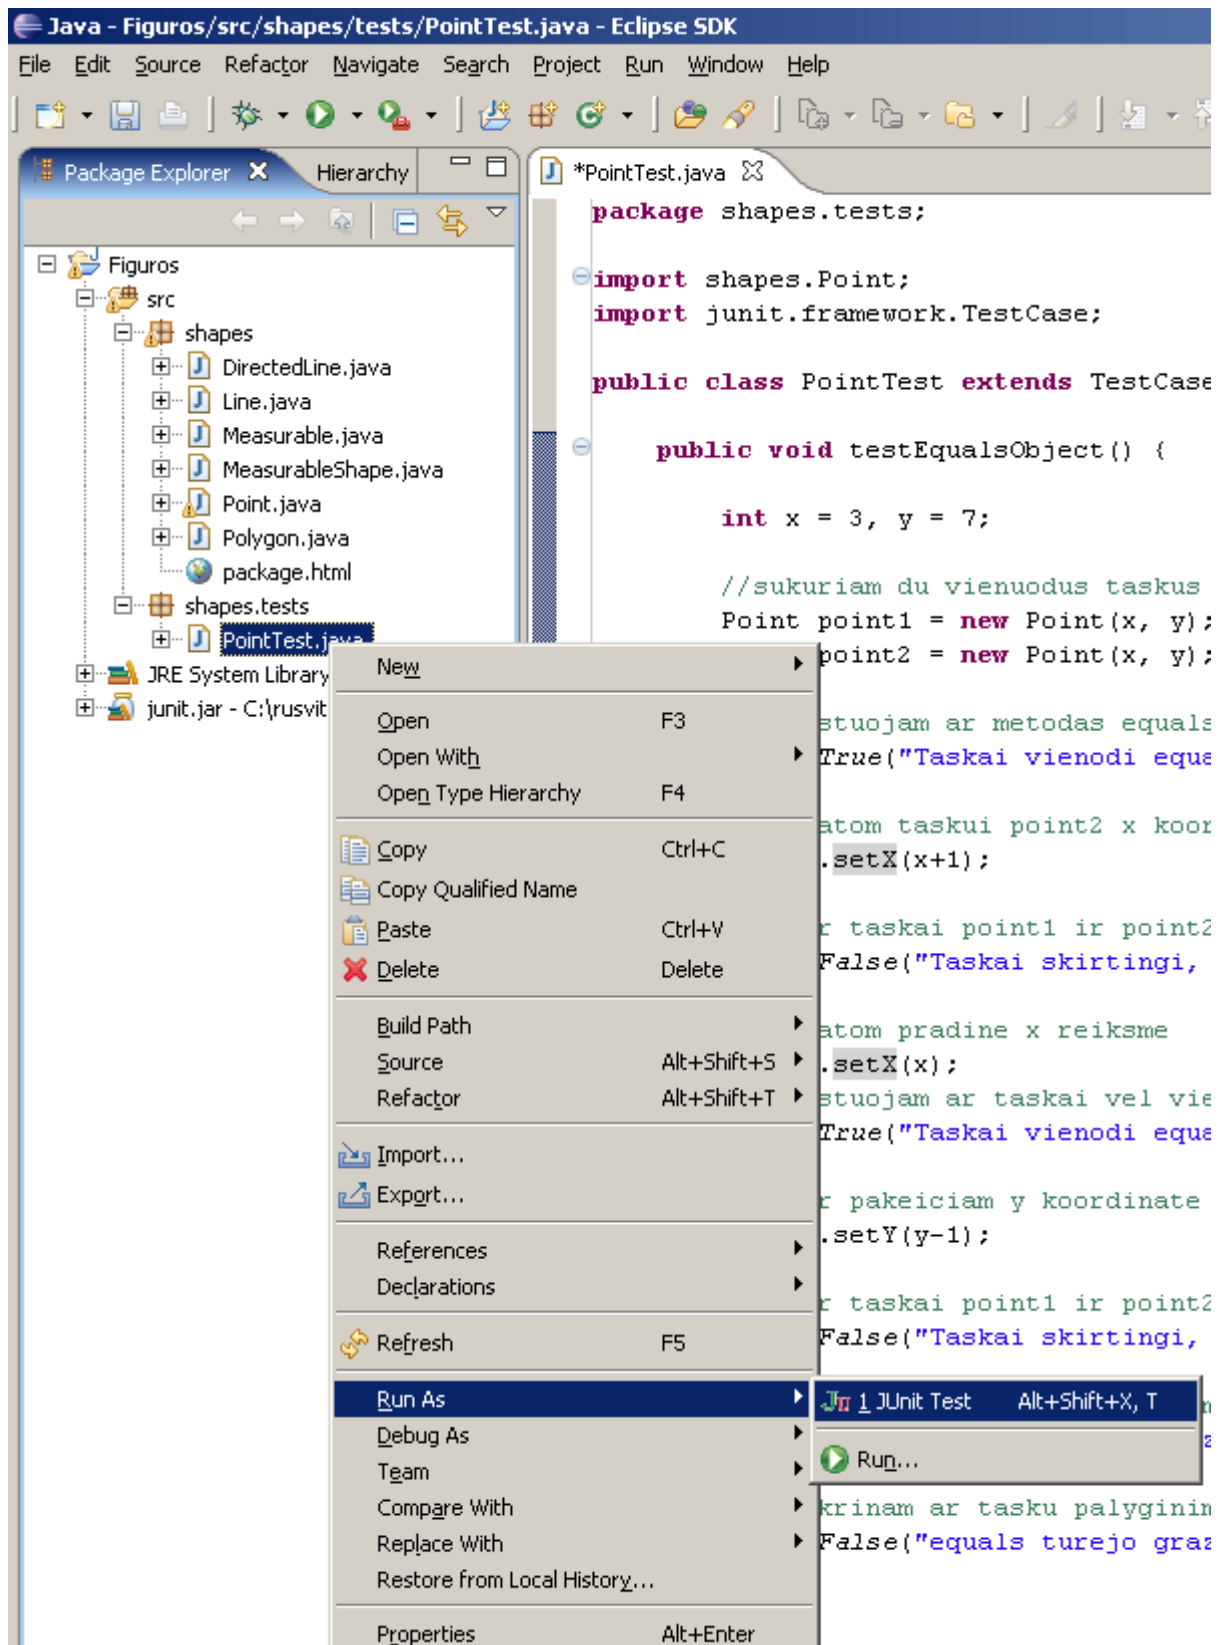 Java - Figuros/src/shapes/tests/PointTest.java - Eclipse SDK
File Edit Source Refactor Navigate Search Project Run Window Help
Package Explorer Hierarchy
*PointTest.java
Figuros
src
shapes
DirectedLine.java
Line.java
Measurable.java
MeasurableShape.java
Point.java
Polygon.java
package.html
shapes.tests
PointTest.java
JRE System Library
junit.jar - C:\rusvit
package shapes.tests;
import shapes.Point;
import junit.framework.TestCase;
public class PointTest extends TestCase
public void testEqualsObject() {
int x = 3, y = 7;
//sukuriam du vienuodus taskus
Point point1 = new Point(x, y);
point2 = new Point(x, y);
stuojam ar metodas equals
True("Taskai vienodi equa
atom taskui point2 x koor
.setX(x+1);
r taskai point1 ir point2
False("Taskai skirtingi,
atom pradine x reiksme
.setX(x);
stuojam ar taskai vel vie
True("Taskai vienodi equa
r pakeiciam y koordinate
.setY(y-1);
r taskai point1 ir point2
False("Taskai skirtingi,
krinam ar tasku palyginim
False("equals turejo graz
New
Open F3
Open With
Open Type Hierarchy F4
Copy Ctrl+C
Copy Qualified Name
Paste Ctrl+V
Delete Delete
Build Path
Source Alt+Shift+S
Refactor Alt+Shift+T
Import...
Export...
References
Declarations
Refresh F5
Run As
Debug As
Team
Compare With
Replace With
Restore from Local History...
Properties Alt+Enter
1 JUnit Test Alt+Shift+X, T
Run...